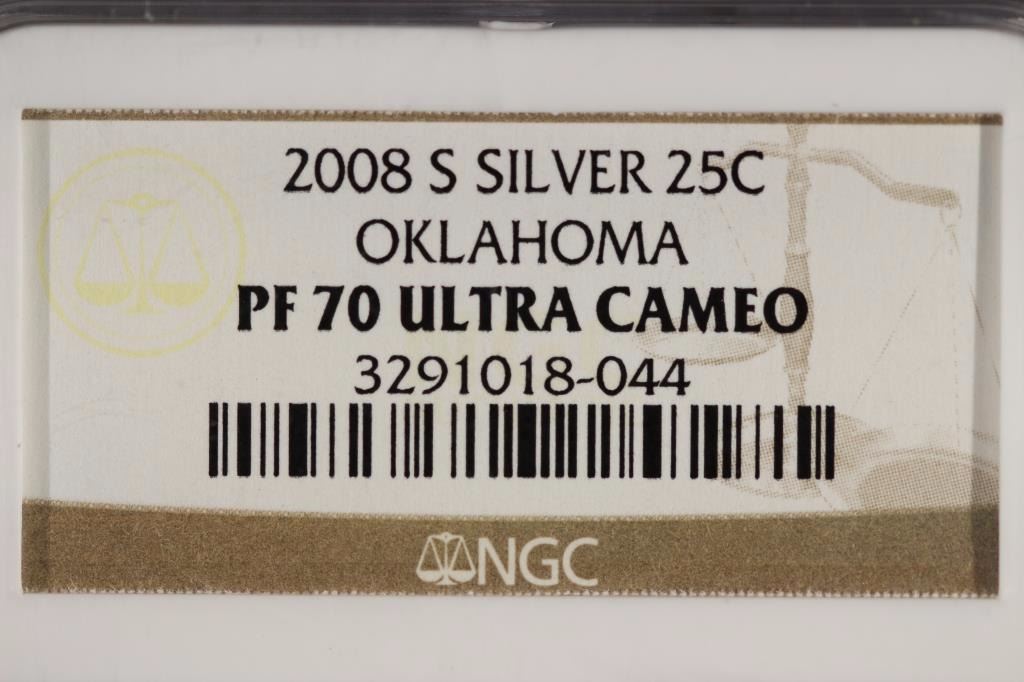 2008 S SILVER 25C
OKLAHOMA
PF 70 ULTRA CAMEO
3291018-044
NGC